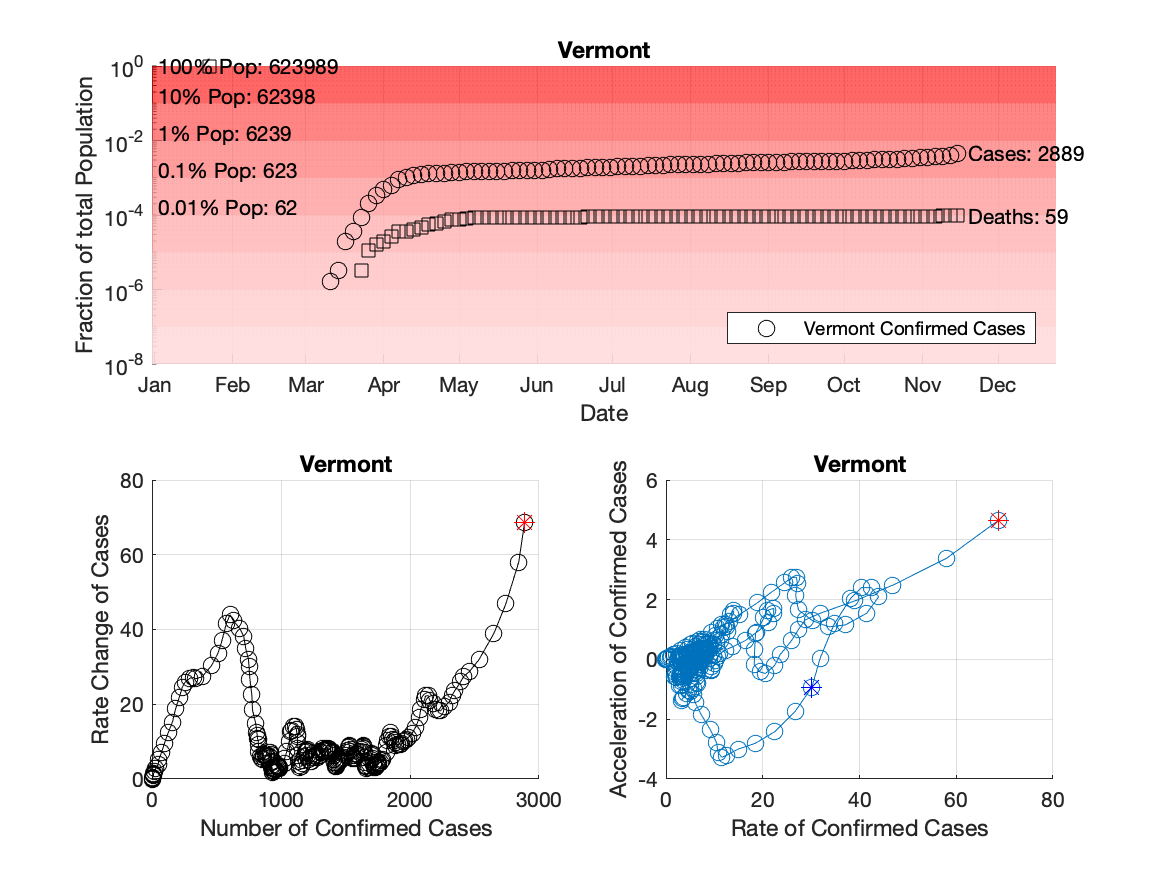 Vermont
10^0
100% Pop: 623989
10% Pop: 62398
10^-2
1% Pop: 6239
Cases: 2889
0.1% Pop: 623
10^-4
0.01% Pop: 62
Deaths: 59
10^-6
Vermont Confirmed Cases
10^-8
Fraction of total Population
Jan Feb Mar Apr May Jun Jul Aug Sep Oct Nov Dec
Date
Vermont
80
60
40
20
0
Rate Change of Cases
0 1000 2000 3000
Number of Confirmed Cases
Vermont
6
4
2
0
-2
-4
Acceleration of Confirmed Cases
0 20 40 60 80
Rate of Confirmed Cases